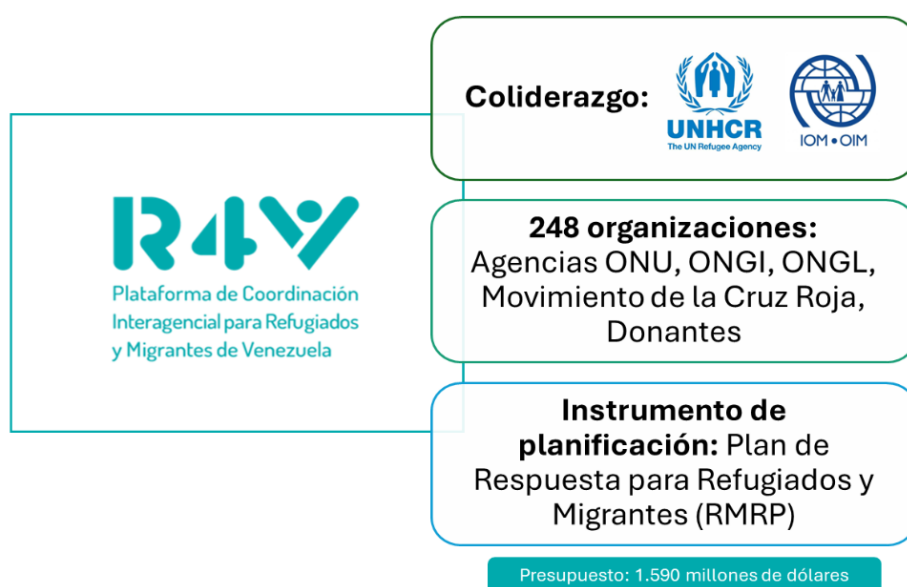 Coliderazgo:
UNHCR
The UN Refugee Agency
IOM•OIM
R4V
Plataforma de Coordinación
Interagencial para Refugiados
y Migrantes de Venezuela
248 organizaciones:
Agencias ONU, ONGI, ONGL,
Movimiento de la Cruz Roja,
Donantes
Instrumento de
planificación: Plan de
Respuesta para Refugiados y
Migrantes (RMRP)
Presupuesto: 1.590 millones de dólares